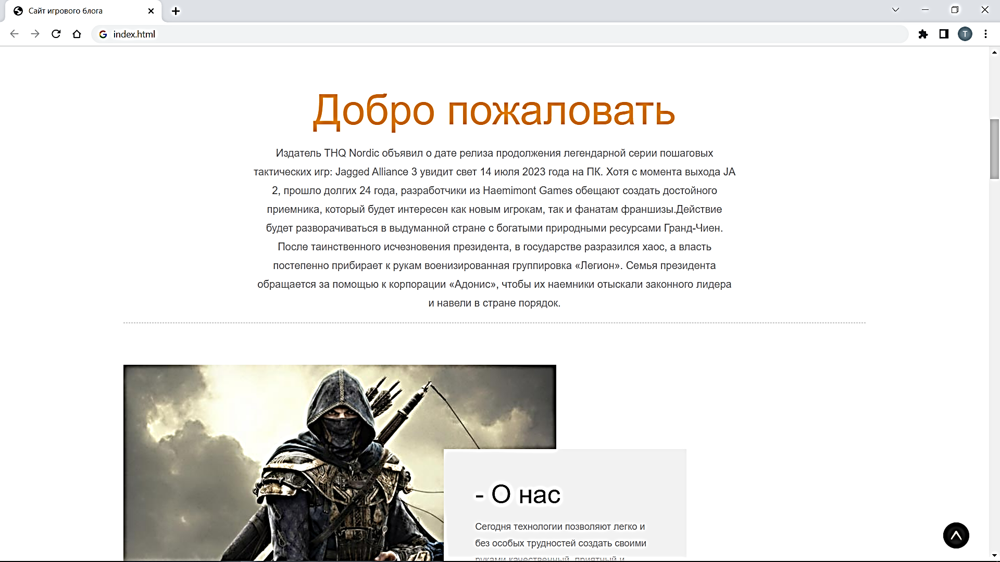 Сайт игрового блога
index.html
T
Добро пожаловать
Издатель THQ Nordic объявил о дате релиза продолжения легендарной серии пошаговых
тактических игр: Jagged Alliance 3 увидит свет 14 июля 2023 года на ПК. Хотя с момента выхода JA
2, прошло долгих 24 года, разработчики из Haemimont Games обещают создать достойного
приемника, который будет интересен как новым игрокам, так и фанатам франшизы.Действие
будет разворачиваться в выдуманной стране с богатыми природными ресурсами Гранд-Чиен.
После таинственного исчезновения президента, в государстве разразился хаос, а власть
постепенно прибирает к рукам военизированная группировка «Легион». Семья президента
обращается за помощью к корпорации «Адонис», чтобы их наемники отыскали законного лидера
и навели в стране порядок.
- О нас
Сегодня технологии позволяют легко и
без особых трудностей создать своими
руками качественный, приятный и